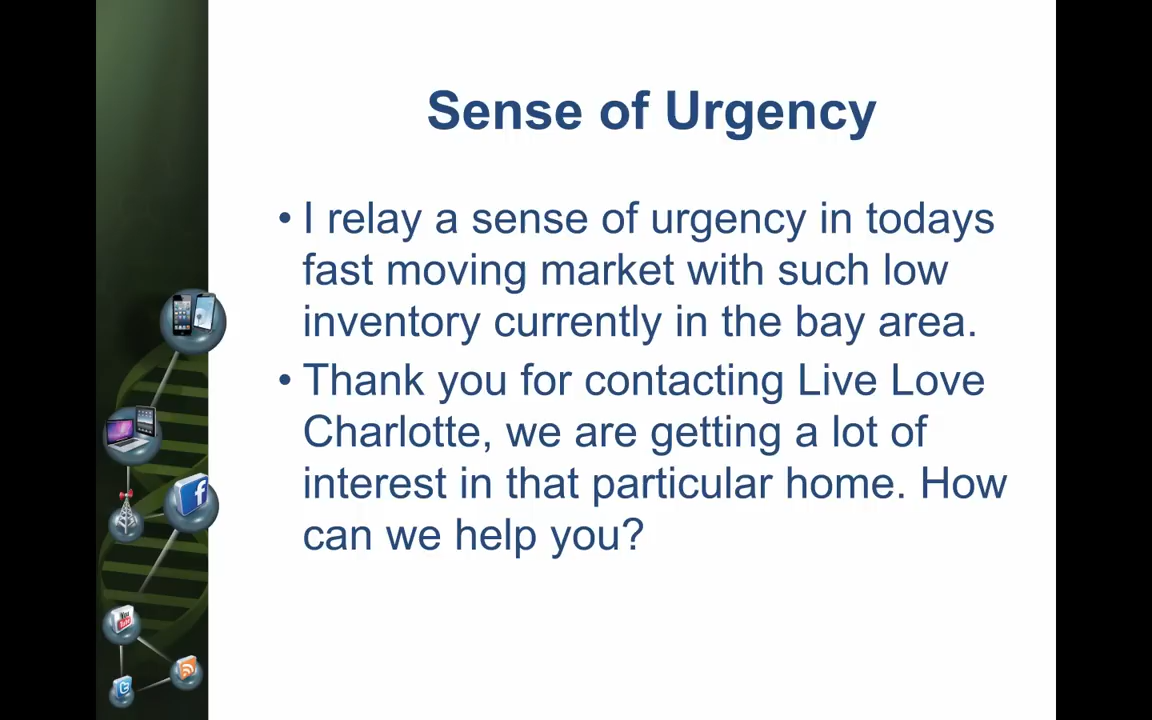 Sense of Urgency
• I relay a sense of urgency in todays
fast moving market with such low
inventory currently in the bay area.
• Thank you for contacting Live Love
Charlotte, we are getting a lot of
interest in that particular home. How
can we help you?